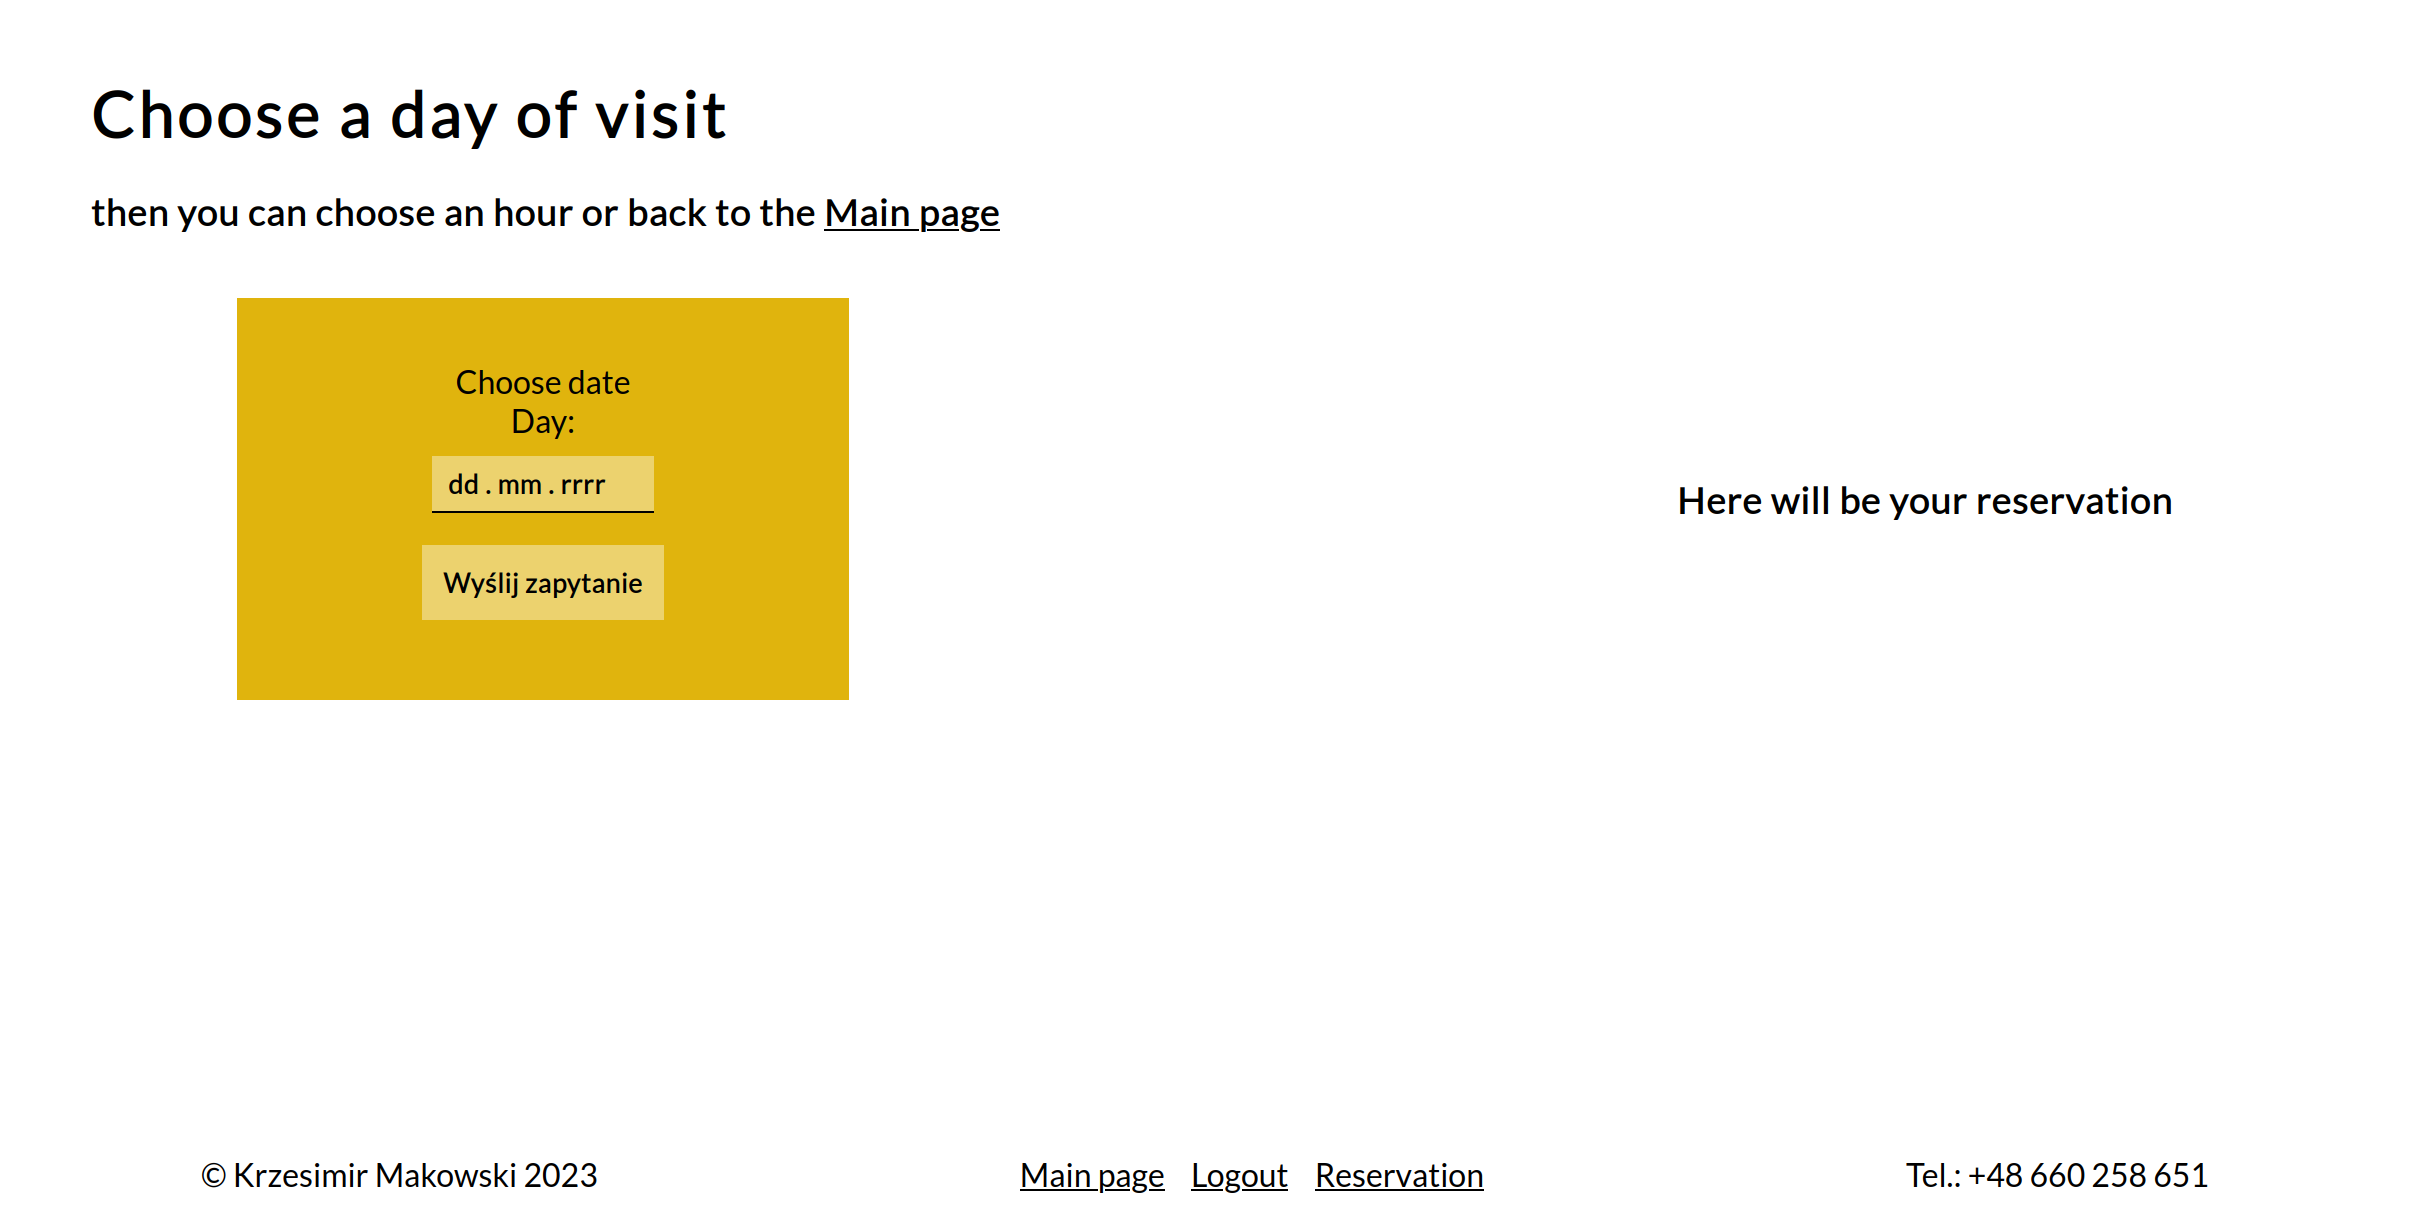 Choose a day of visit
then you can choose an hour or back to the Main page
Choose date
Day:
dd . mm . rrrr
Wyślij zapytanie
Here will be your reservation
© Krzesimir Makowski 2023
Main page Logout Reservation
Tel.: +48 660 258 651